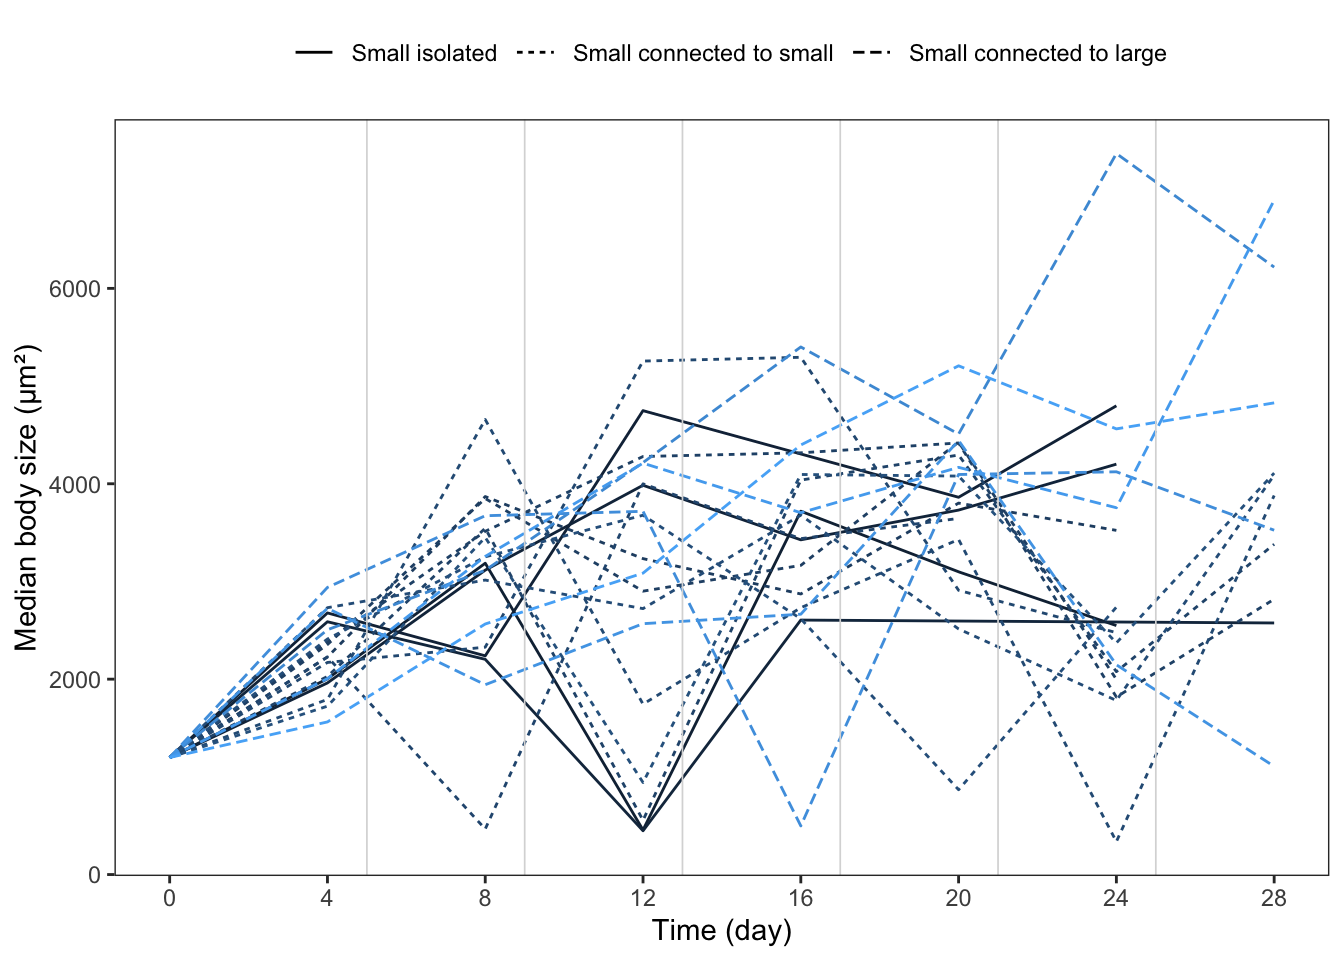 Small isolated Small connected to small Small connected to large
Median body size (µm²)
6000
4000
2000
0
0 4 8 12 16 20 24 28
Time (day)